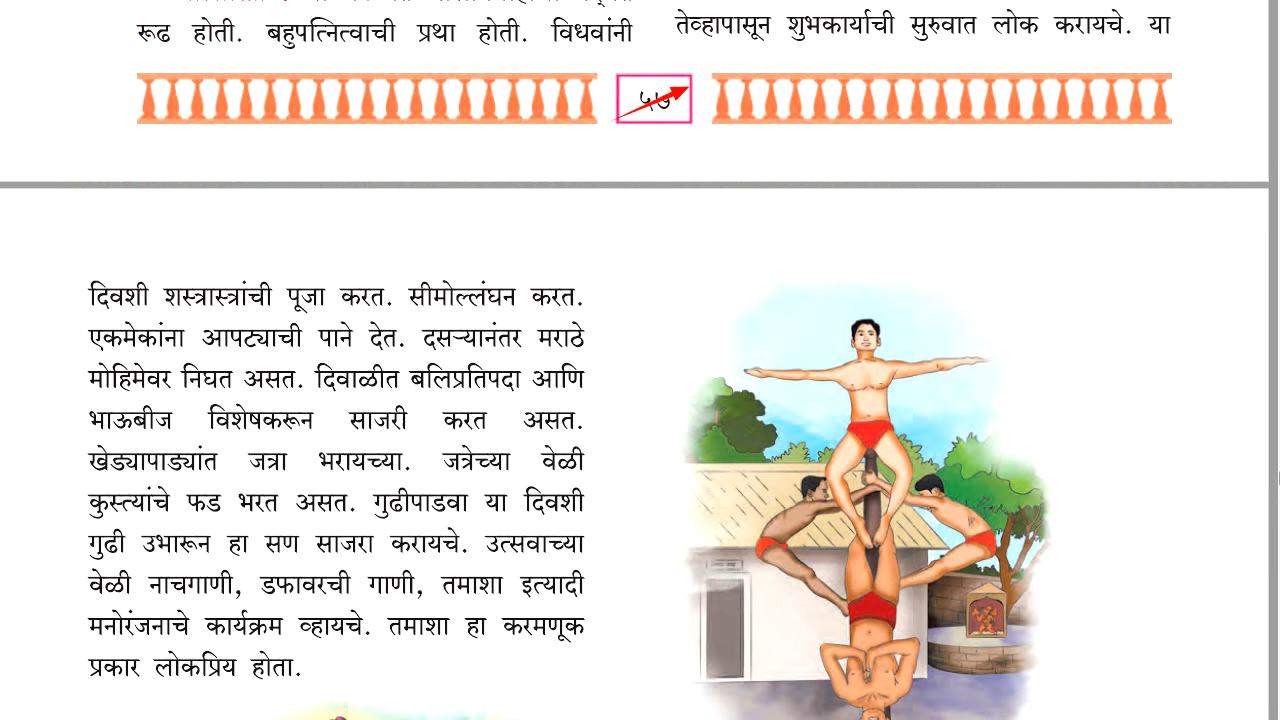 रूढ होती. बहुपत्नित्वाची प्रथा होती. विधवांनी
तेव्हापासून शुभकार्याची सुरुवात लोक करायचे. या
५७
दिवशी शस्त्रास्त्रांची पूजा करत. सीमोल्लंघन करत.
एकमेकांना आपट्याची पाने देत. दसऱ्यानंतर मराठे
मोहिमेवर निघत असत. दिवाळीत बलिप्रतिपदा आणि
भाऊबीज विशेषकरून साजरी करत असत.
खेड्यापाड्यांत जत्रा भरायच्या. जत्रेच्या वेळी
कुस्त्यांचे फड भरत असत. गुढीपाडवा या दिवशी
गुढी उभारून हा सण साजरा करायचे. उत्सवाच्या
वेळी नाचगाणी, डफावरची गाणी, तमाशा इत्यादी
मनोरंजनाचे कार्यक्रम व्हायचे. तमाशा हा करमणूक
प्रकार लोकप्रिय होता.